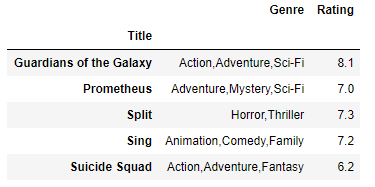 Genre Rating
Title
Guardians of the Galaxy Action,Adventure,Sci-Fi 8.1
Prometheus Adventure,Mystery,Sci-Fi 7.0
Split Horror,Thriller 7.3
Sing Animation,Comedy,Family 7.2
Suicide Squad Action,Adventure,Fantasy 6.2